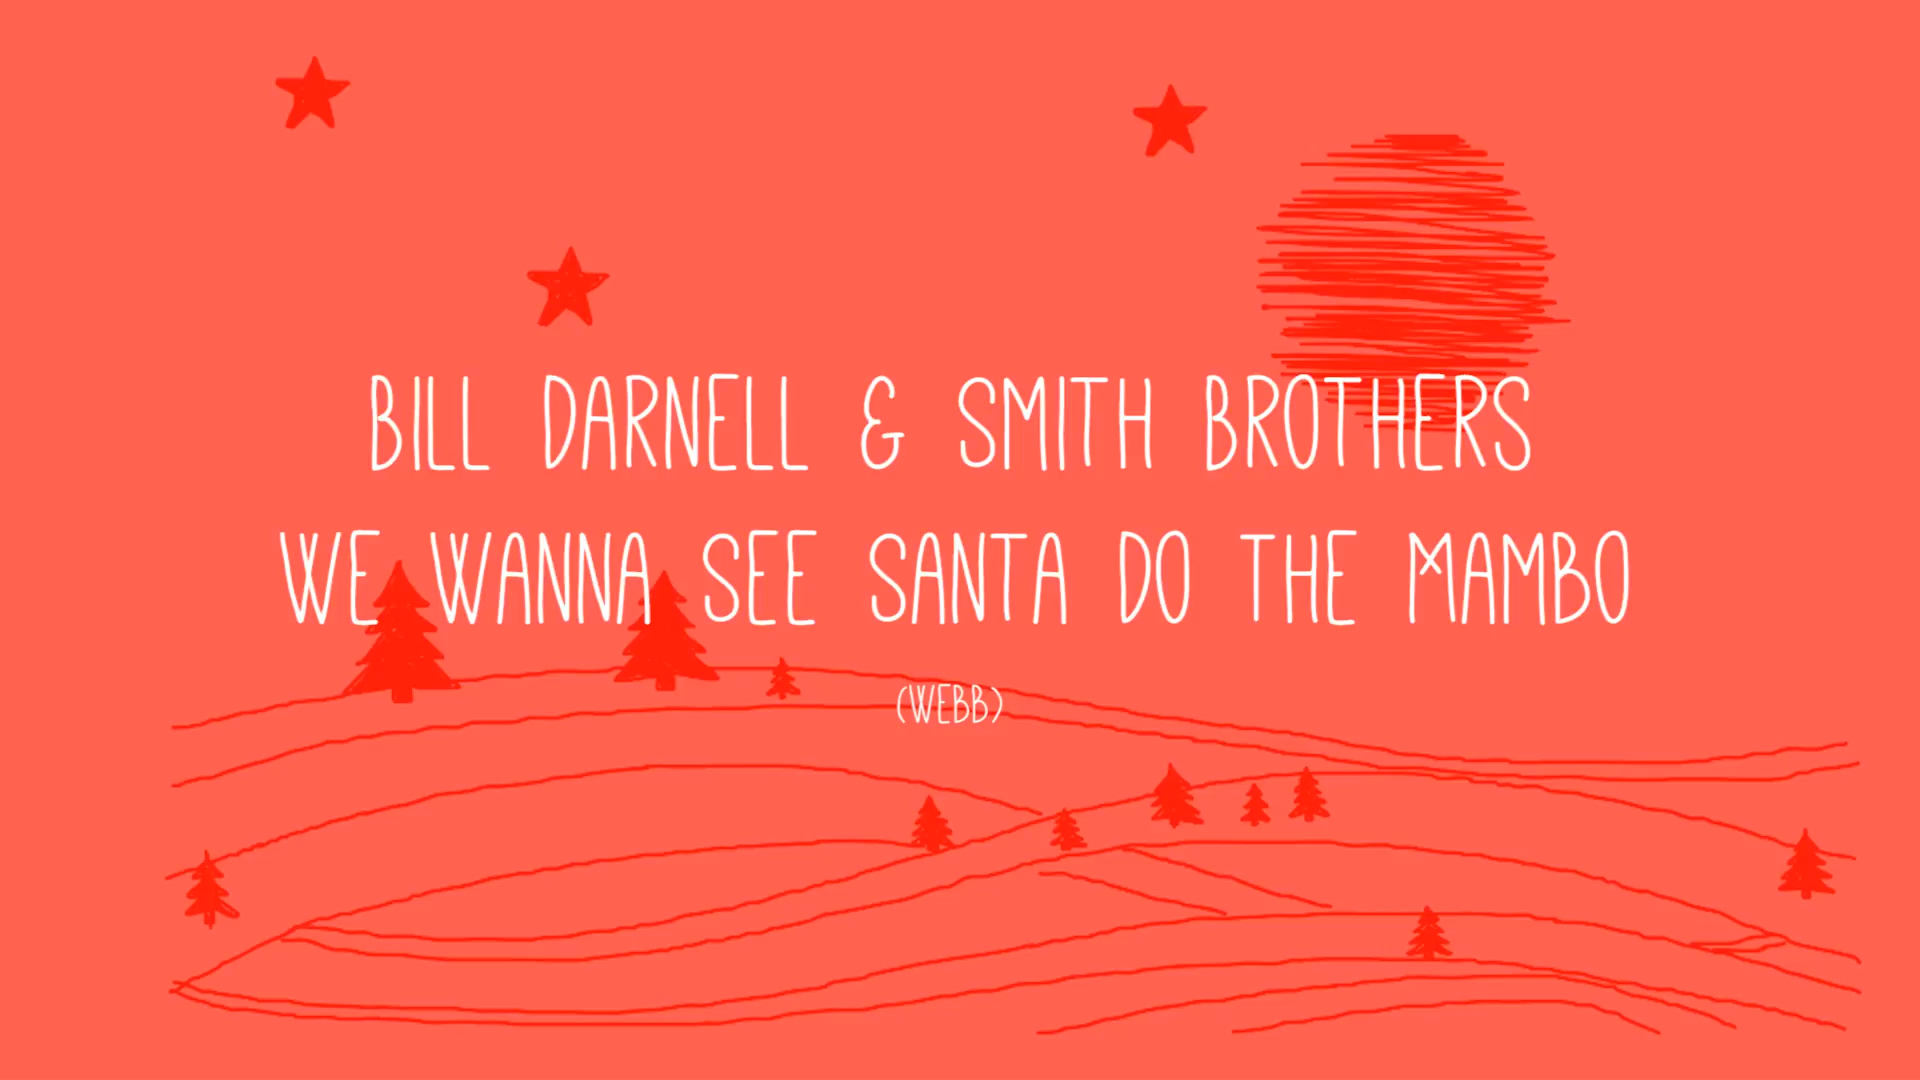 BILL DARNELL & SMITH BROTHERS
WE WANNA SEE SANTA DO THE MAMBO
(WEBB)